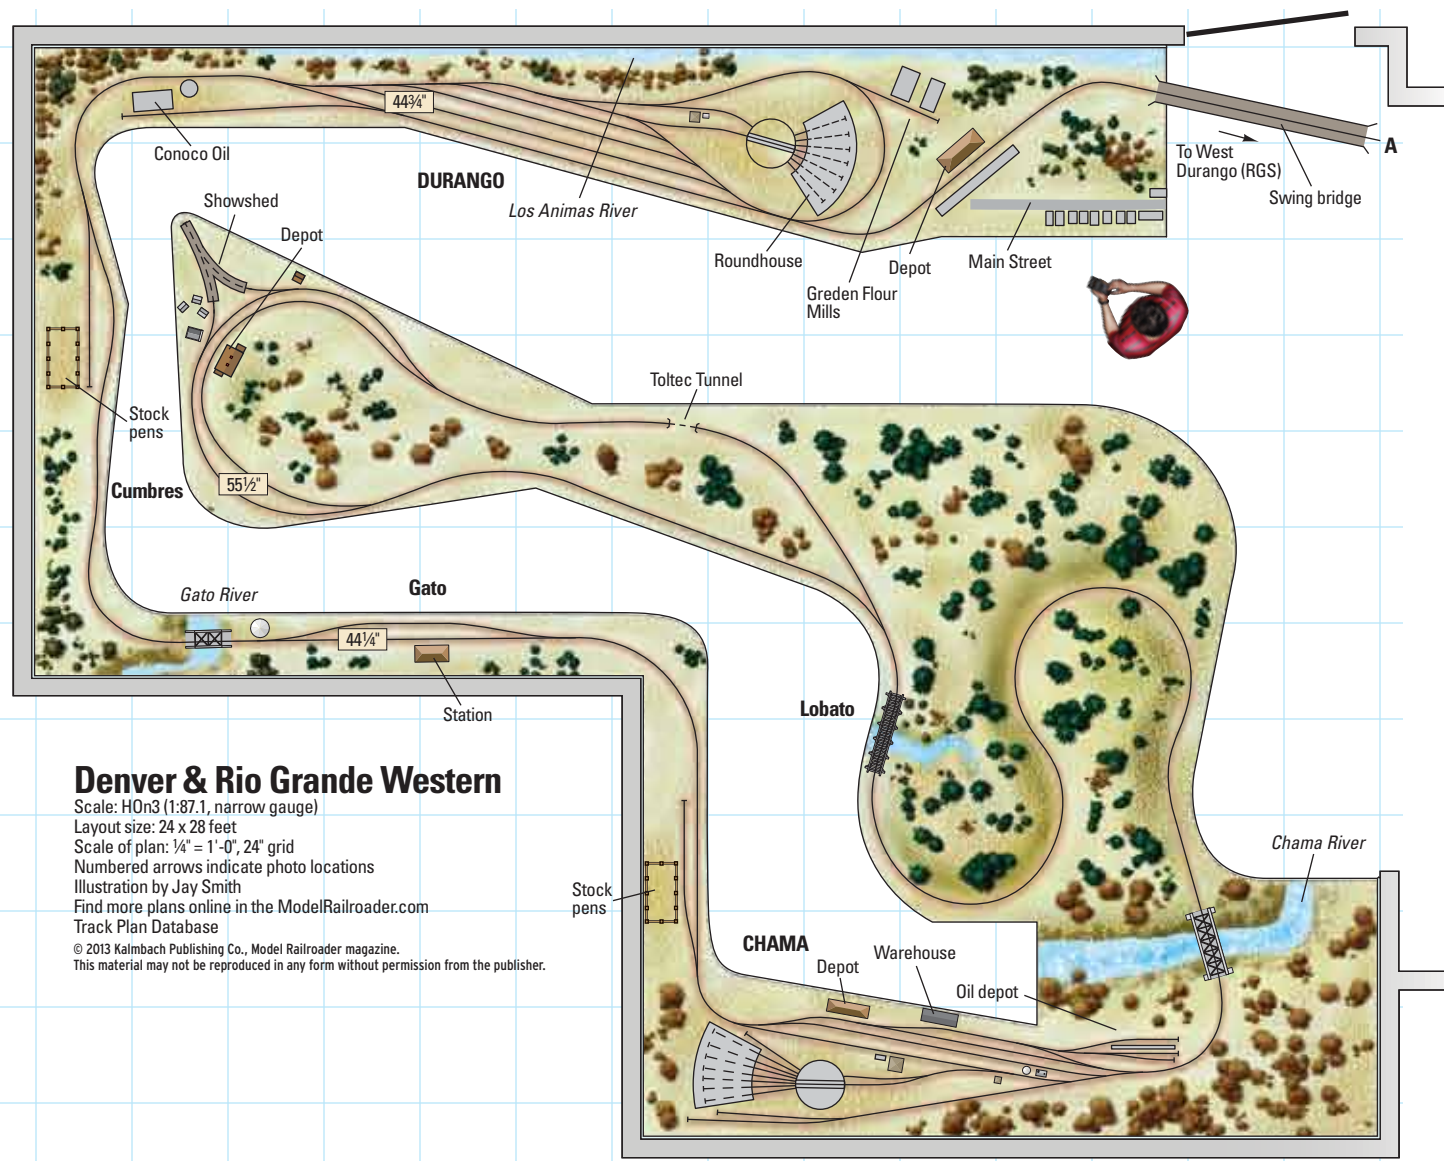 44¾"
Conoco Oil
DURANGO
Los Animas River
To West
Durango (RGS)
A
Swing bridge
Showshed
Depot
Roundhouse
Greden Flour
Mills
Depot
Main Street
Toltec Tunnel
Stock
pens
Cumbres
55½"
Gato River
Gato
44¼"
Station
Lobato
Denver & Rio Grande Western
Scale: HOn3 (1:87.1, narrow gauge)
Layout size: 24 x 28 feet
Scale of plan: ¼" = 1'-0", 24" grid
Numbered arrows indicate photo locations
Illustration by Jay Smith
Find more plans online in the ModelRailroader.com
Track Plan Database
© 2013 Kalmbach Publishing Co., Model Railroader magazine.
This material may not be reproduced in any form without permission from the publisher.
Chama River
Stock
pens
CHAMA
Depot
Warehouse
Oil depot